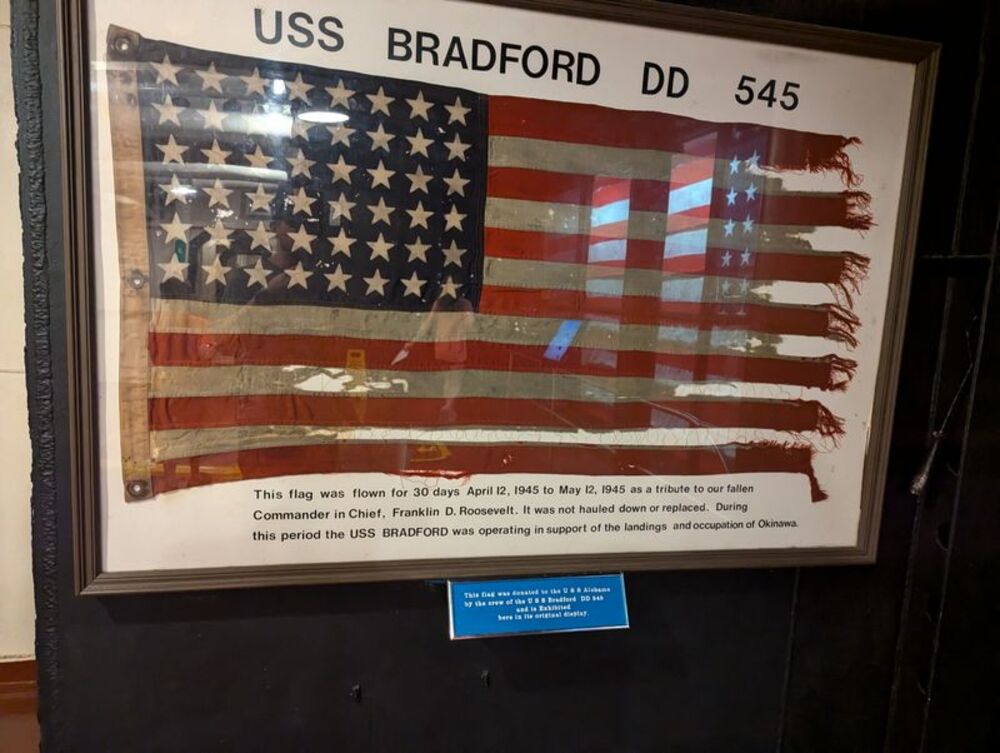 USS BRADFORD DD 545
This flag was flown for 30 days April 12, 1945 to May 12, 1945 as a tribute to our fallen
Commander in Chief, Franklin D. Roosevelt. It was not hauled down or replaced. During
this period the USS BRADFORD was operating in support of the landings and occupation of Okinawa.
This flag was donated to the U S S Alabama
by the crew of the U S S Bradford DD 545
and is Exhibited
here in its original display.